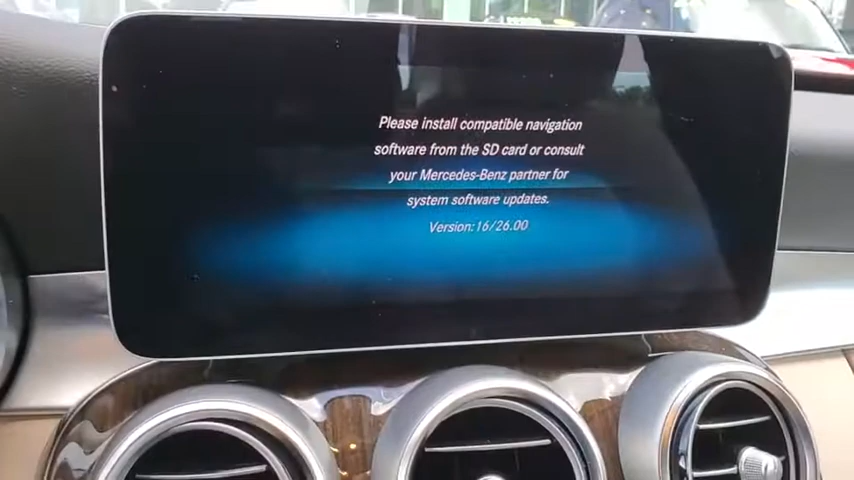 Please install compatible navigation
software from the SD card or consult
your Mercedes-Benz partner for
system software updates.
Version:16/26.00